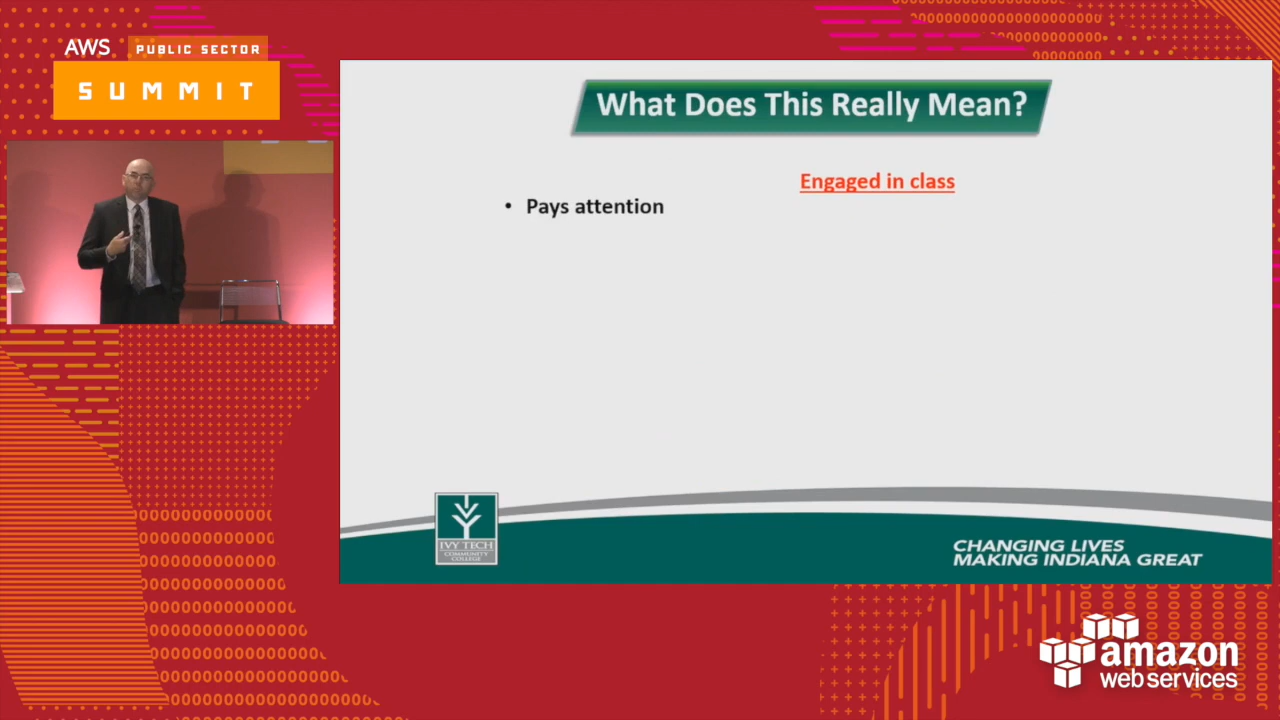 AWS PUBLIC SECTOR
SUMMIT
What Does This Really Mean?
Engaged in class
• Pays attention
IVY TECH
COMMUNITY
COLLEGE
CHANGING LIVES
MAKING INDIANA GREAT
amazon
web services